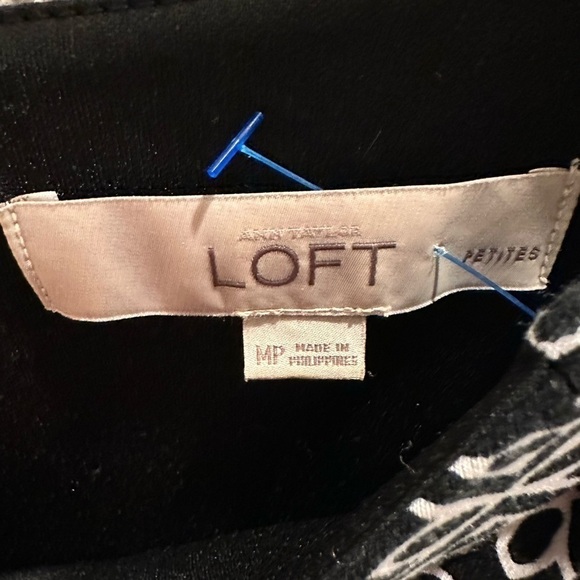 ANN TAYLOR
LOFT
PETITES
MP
MADE IN
PHILIPPINES